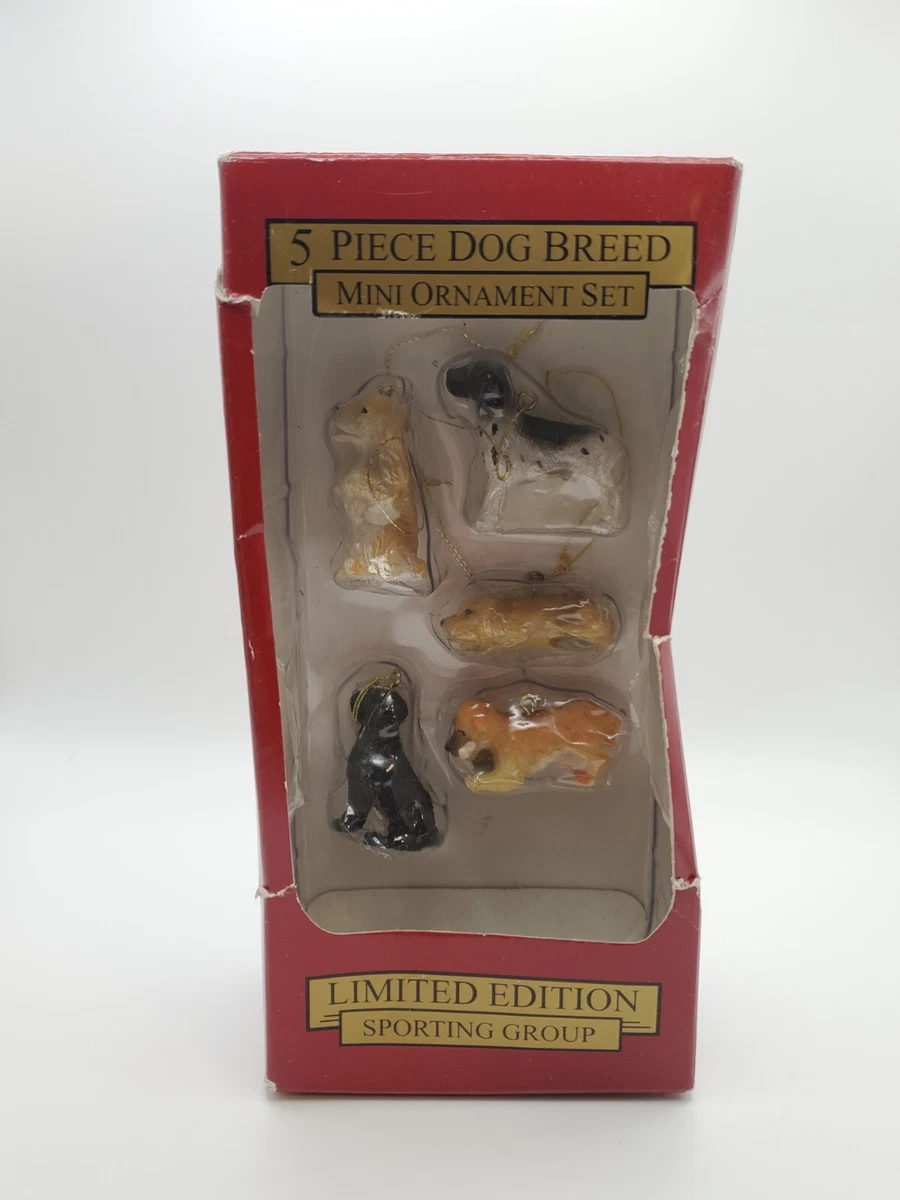 5 PIECE DOG BREED
MINI ORNAMENT SET
LIMITED EDITION
SPORTING GROUP